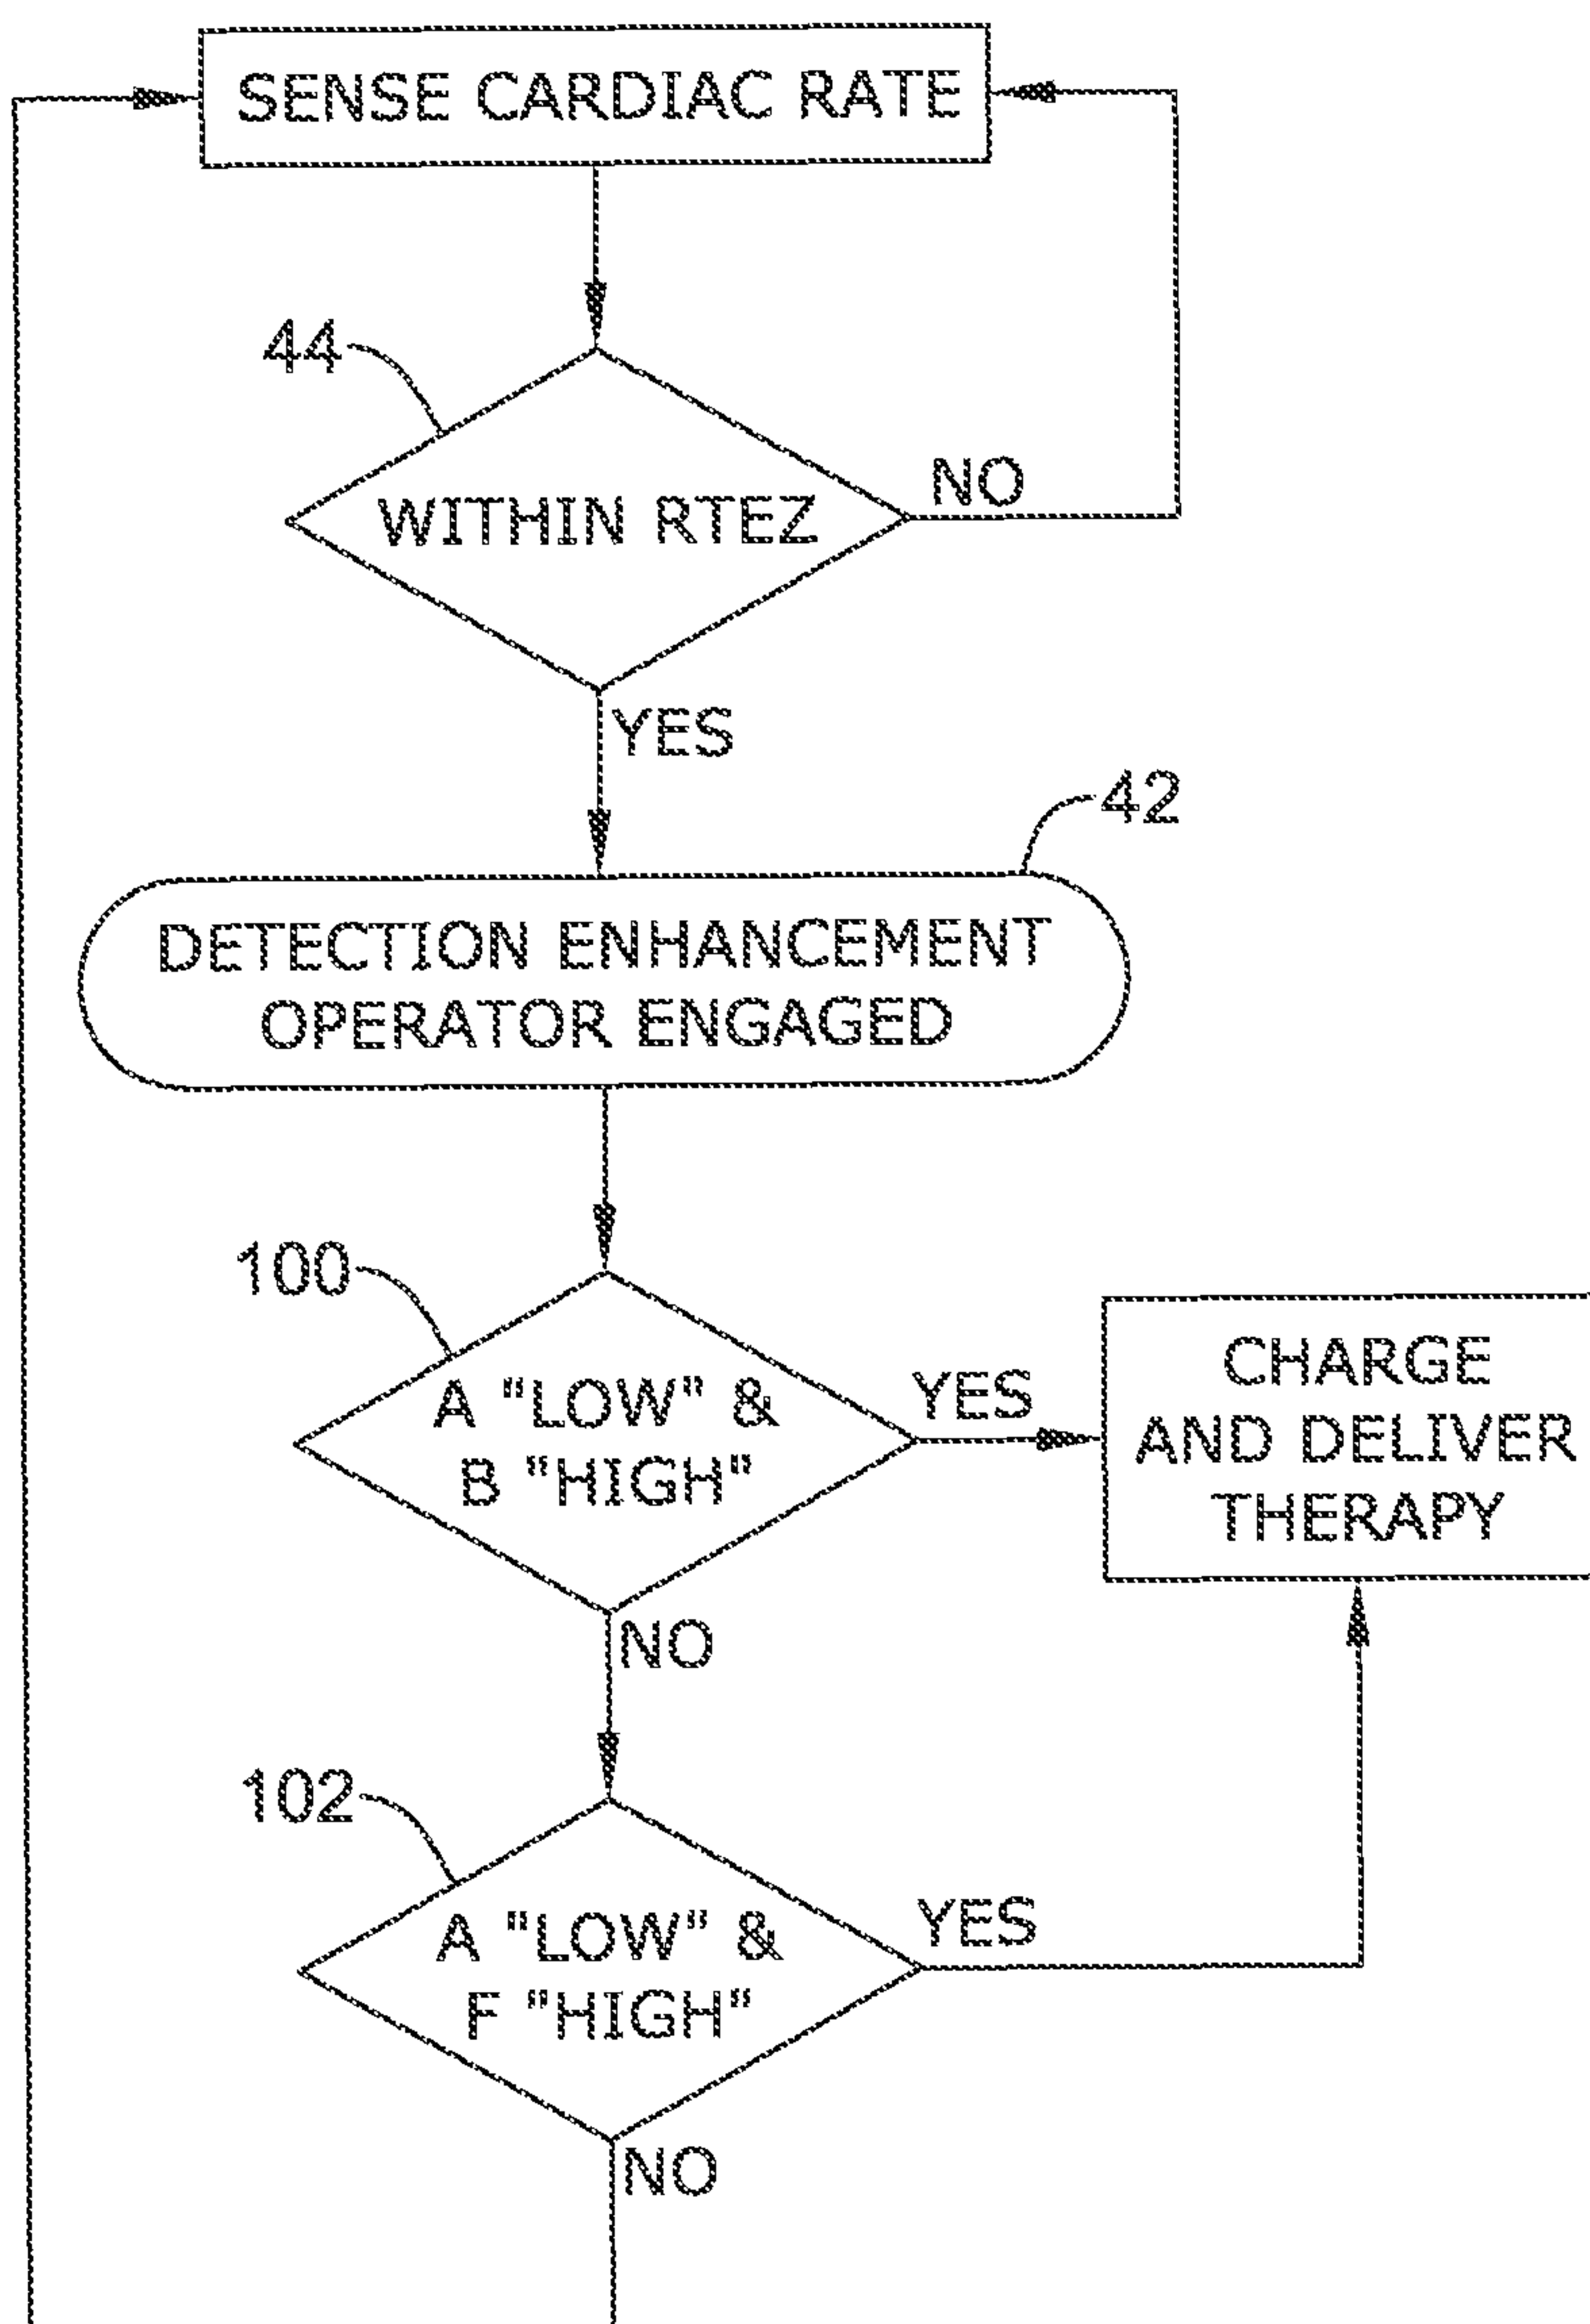 SENSE CARDIAC RATE
44
NO
WITHIN RTEZ
YES
42
DETECTION ENHANCEMENT
OPERATOR ENGAGED
100
A "LOW" &
B "HIGH"
YES
CHARGE
AND DELIVER
THERAPY
NO
102
A "LOW" &
F "HIGH"
YES
NO